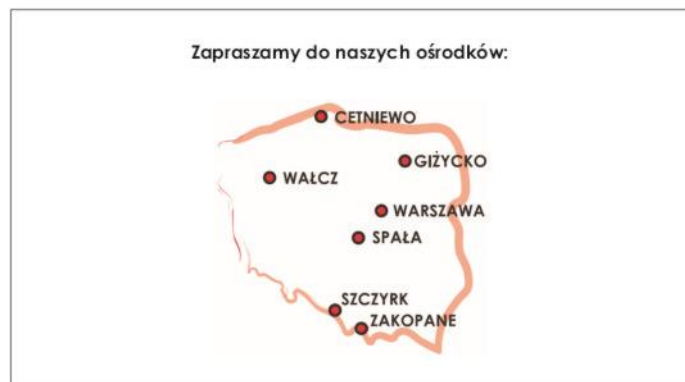 Zapraszamy do naszych ośrodków:
CETNIEWO
GIŻYCKO
WAŁCZ
WARSZAWA
SPAŁA
SZCZYRK
ZAKOPANE